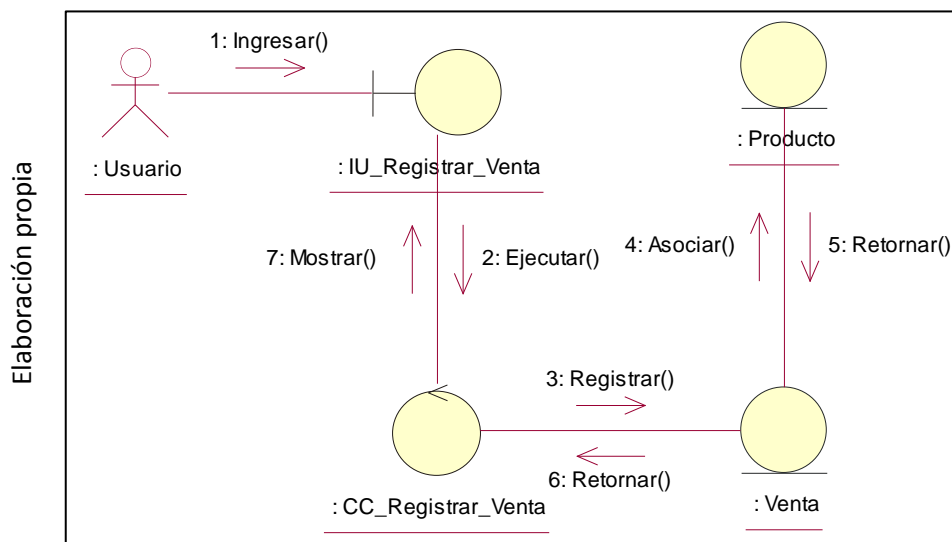 Elaboración propia
1: Ingresar()
: Usuario
: IU_Registrar_Venta
: Producto
7: Mostrar()
2: Ejecutar()
4: Asociar()
5: Retornar()
3: Registrar()
6: Retornar()
: CC_Registrar_Venta
: Venta